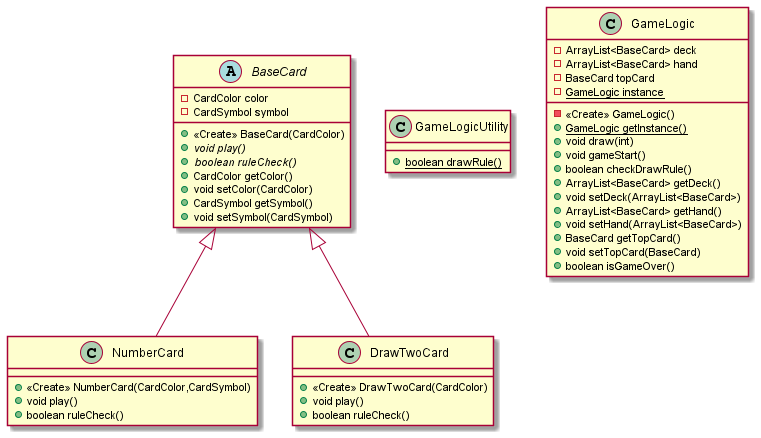 A BaseCard
CardColor color
CardSymbol symbol
«Create» BaseCard(CardColor)
void play()
boolean ruleCheck()
CardColor getColor()
void setColor(CardColor)
CardSymbol getSymbol()
void setSymbol(CardSymbol)
C GameLogicUtility
boolean drawRule()
C GameLogic
ArrayList<BaseCard> deck
ArrayList<BaseCard> hand
BaseCard topCard
GameLogic instance
«Create» GameLogic()
GameLogic getInstance()
void draw(int)
void gameStart()
boolean checkDrawRule()
ArrayList<BaseCard> getDeck()
void setDeck(ArrayList<BaseCard>)
ArrayList<BaseCard> getHand()
void setHand(ArrayList<BaseCard>)
BaseCard getTopCard()
void setTopCard(BaseCard)
boolean isGameOver()
C NumberCard
«Create» NumberCard(CardColor,CardSymbol)
void play()
boolean ruleCheck()
C DrawTwoCard
«Create» DrawTwoCard(CardColor)
void play()
boolean ruleCheck()